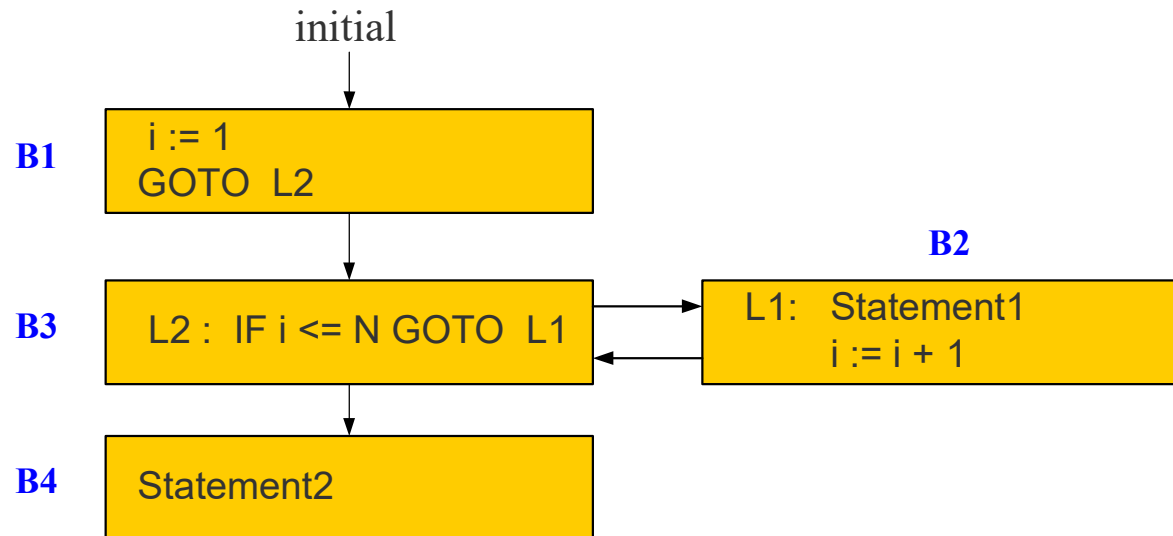 initial
B1
i := 1
GOTO L2
B2
B3
L2 : IF i <= N GOTO L1
L1: Statement1
i := i + 1
B4
Statement2